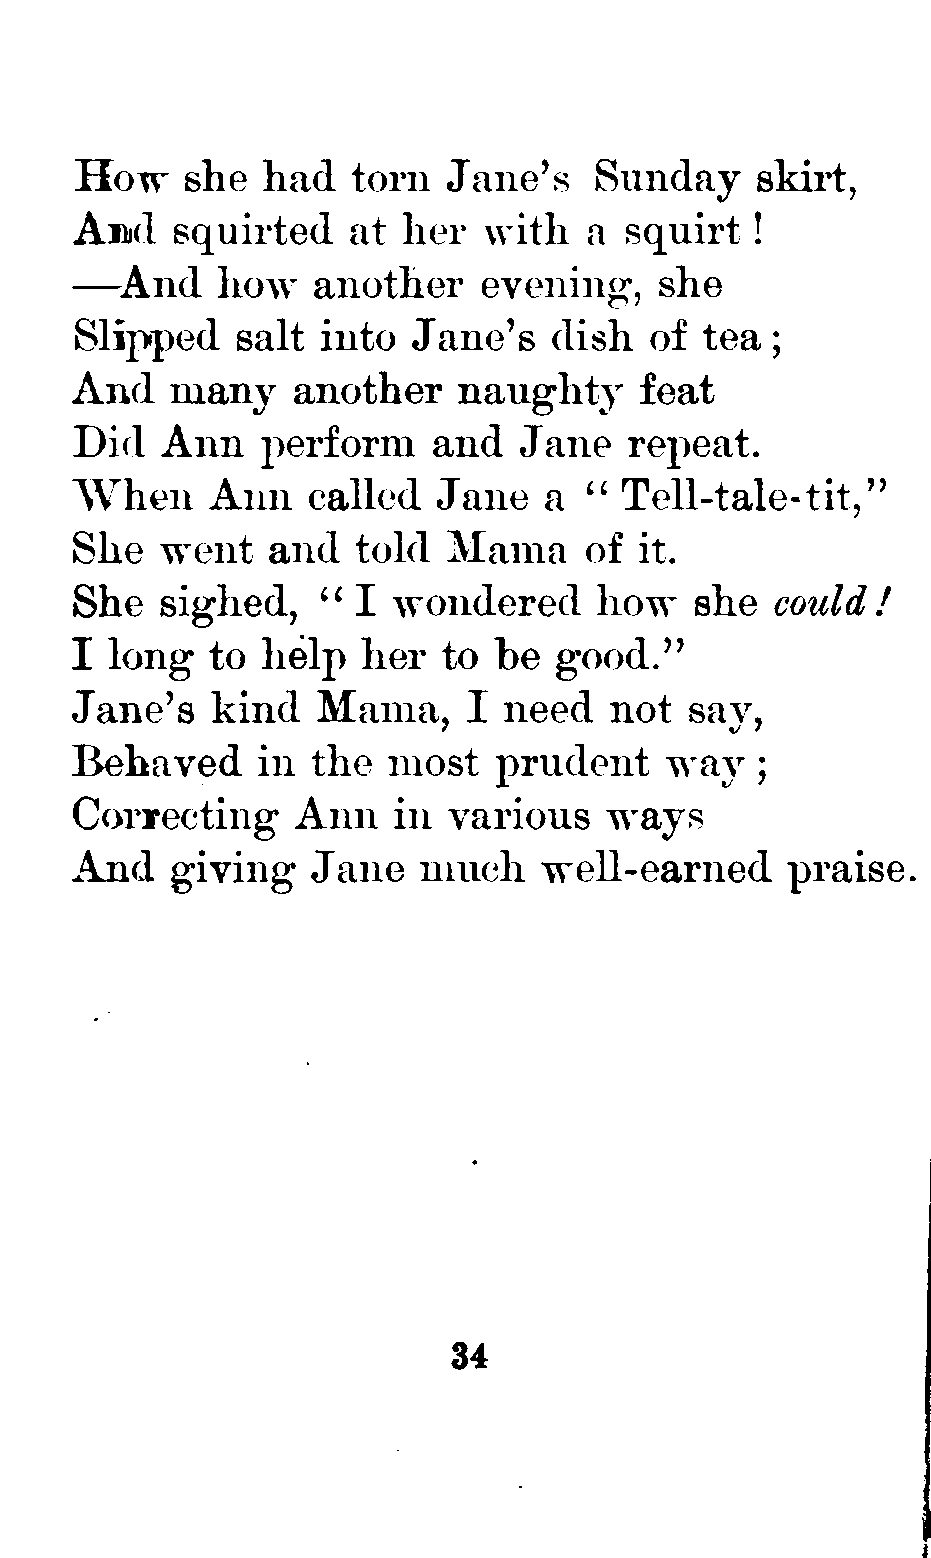 How she had torn Jane's Sunday skirt,
And squirted at her with a squirt !
—And how another evening, she
Slipped salt into Jane's dish of tea ;
And many another naughty feat
Did Ann perform and Jane repeat.
When Ann called Jane a “ Tell-tale-tit,”
She went and told Mama of it.
She sighed, “ I wondered how she could !
I long to help her to be good.”
Jane's kind Mama, I need not say,
Behaved in the most prudent way ;
Correcting Ann in various ways
And giving Jane much well-earned praise.
34